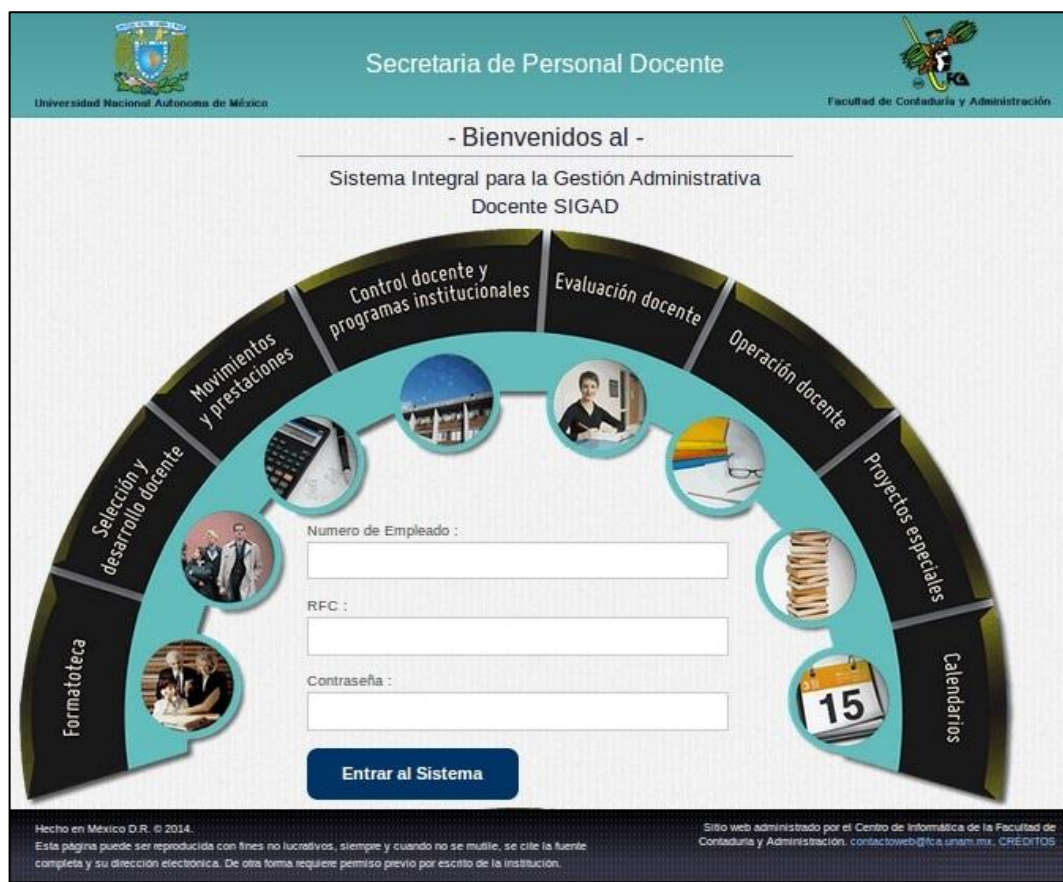 Universidad Nacional Autonoma de México
Secretaria de Personal Docente
FCA
Facultad de Contaduría y Administración
- Bienvenidos al -
Sistema Integral para la Gestión Administrativa
Docente SIGAD
Formatoteca
Selección y
desarrollo docente
Movimientos
y prestaciones
Control docente y
programas institucionales
Evaluación docente
Operación docente
Proyectos especiales
Calendarios
15
Numero de Empleado :
RFC :
Contraseña :
Entrar al Sistema
Hecho en México D.R. © 2014.
Esta página puede ser reproducida con fines no lucrativos, siempre y cuando no se mutile, se cite la fuente
completa y su dirección electrónica. De otra forma requiere permiso previo por escrito de la institución.
Sitio web administrado por el Centro de Informática de la Facultad de
Contaduría y Administración. contactoweb@fca.unam.mx. CREDITOS